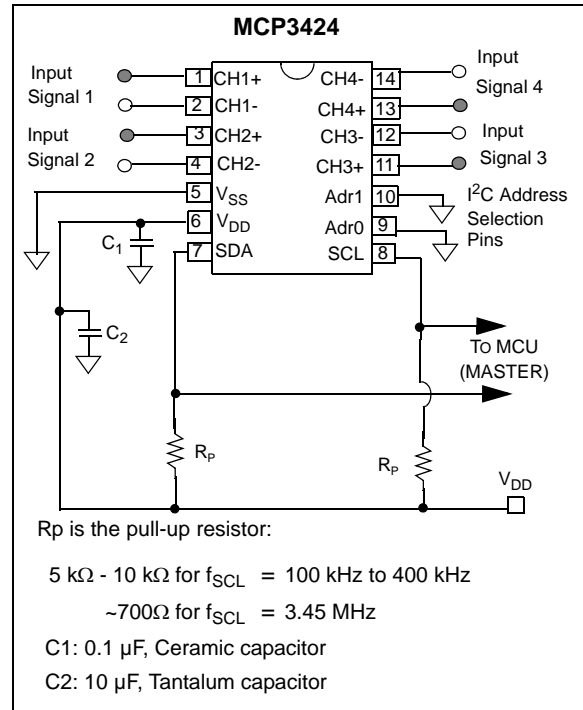 MCP3424
Input
Signal 1
Input
Signal 2
1 CH1+
2 CH1-
3 CH2+
4 CH2-
5 VSS
6 VDD
7 SDA
CH4- 14
CH4+ 13
CH3- 12
CH3+ 11
Adr1 10
Adr0 9
SCL 8
Input
Signal 4
Input
Signal 3
I2C Address
Selection
Pins
C1
C2
TO MCU
(MASTER)
RP
RP
VDD
Rp is the pull-up resistor:
5 kΩ - 10 kΩ for fSCL = 100 kHz to 400 kHz
~700Ω for fSCL = 3.45 MHz
C1: 0.1 µF, Ceramic capacitor
C2: 10 µF, Tantalum capacitor